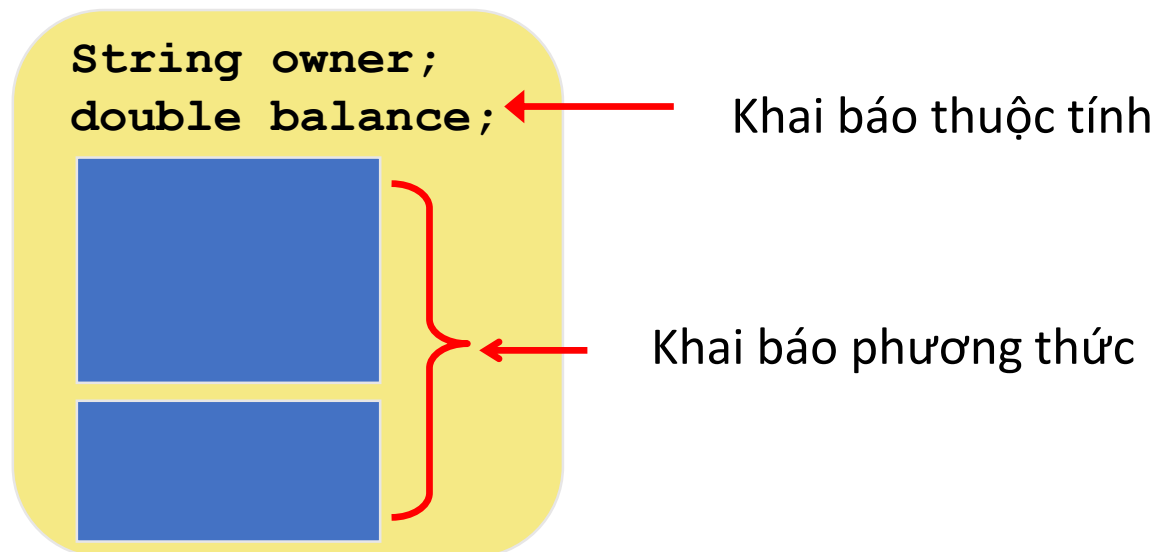 String owner;
double balance;
Khai báo thuộc tính
Khai báo phương thức